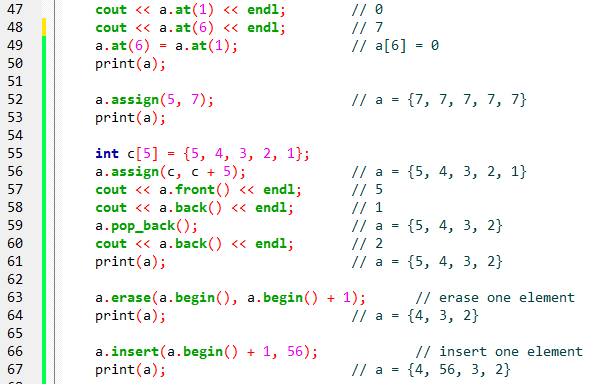 47 cout << a.at(1) << endl; // 0
48 cout << a.at(6) << endl; // 7
49 a.at(6) = a.at(1); // a[6] = 0
50 print(a);
51
52 a.assign(5, 7); // a = {7, 7, 7, 7, 7}
53 print(a);
54
55 int c[5] = {5, 4, 3, 2, 1};
56 a.assign(c, c + 5); // a = {5, 4, 3, 2, 1}
57 cout << a.front() << endl; // 5
58 cout << a.back() << endl; // 1
59 a.pop_back(); // a = {5, 4, 3, 2}
60 cout << a.back() << endl; // 2
61 print(a); // a = {5, 4, 3, 2}
62
63 a.erase(a.begin(), a.begin() + 1); // erase one element
64 print(a); // a = {4, 3, 2}
65
66 a.insert(a.begin() + 1, 56); // insert one element
67 print(a); // a = {4, 56, 3, 2}